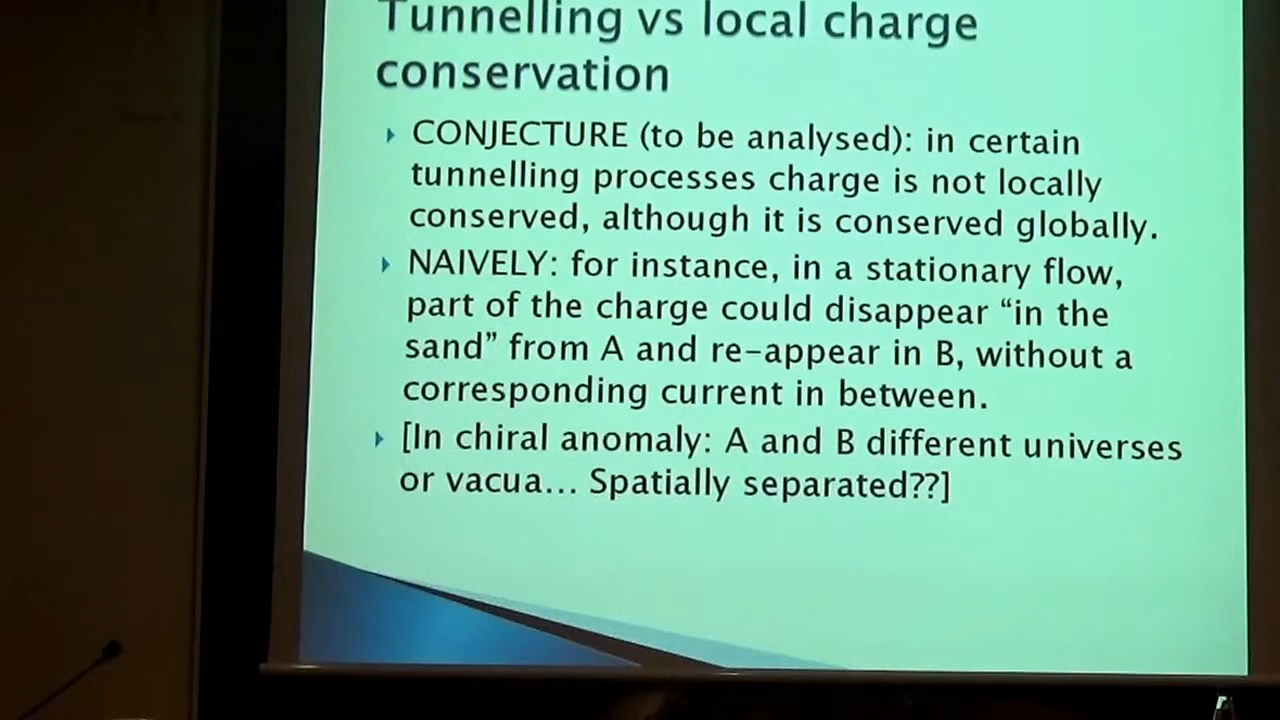 Tunnelling vs local charge
conservation
CONJECTURE (to be analysed): in certain
tunnelling processes charge is not locally
conserved, although it is conserved globally.
NAIVELY: for instance, in a stationary flow,
part of the charge could disappear “in the
sand” from A and re-appear in B, without a
corresponding current in between.
[In chiral anomaly: A and B different universes
or vacua... Spatially separated??]